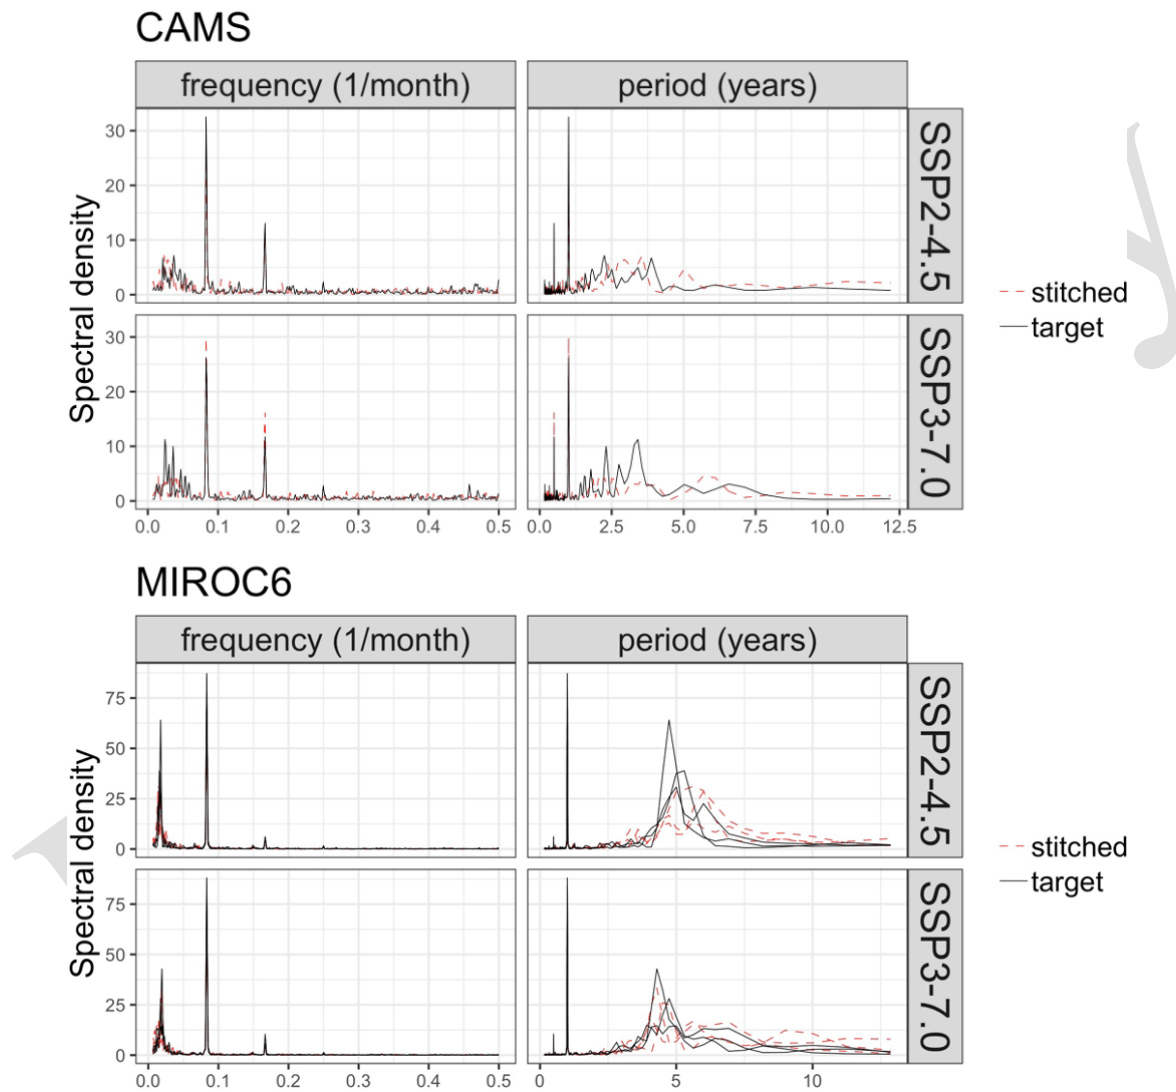 CAMS
frequency (1/month)
period (years)
Spectral density
30
20
10
0
SSP2-4.5
30
20
10
0
SSP3-7.0
0.0 0.1 0.2 0.3 0.4 0.5
0.0 2.5 5.0 7.5 10.0 12.5
stitched
target
MIROC6
frequency (1/month)
period (years)
Spectral density
75
50
25
0
SSP2-4.5
75
50
25
0
SSP3-7.0
0.0 0.1 0.2 0.3 0.4 0.5
0 5 10
stitched
target